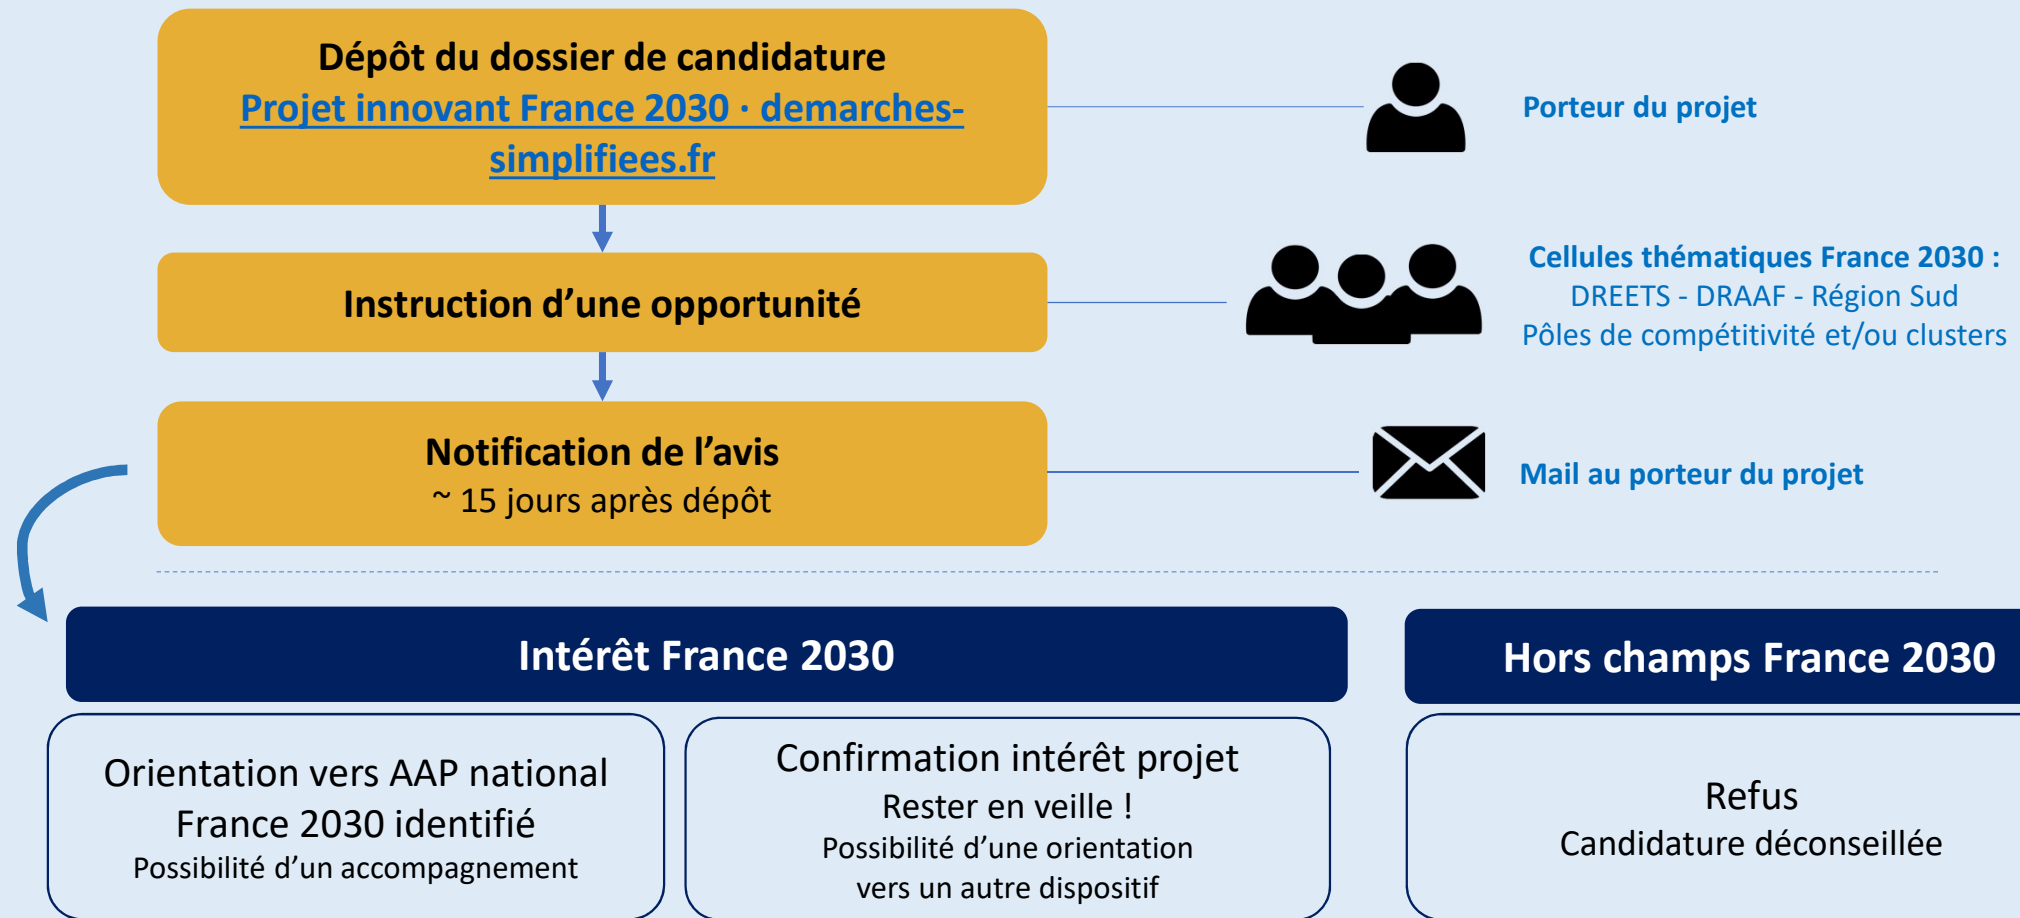 Dépôt du dossier de candidature
Projet innovant France 2030 · demarches-
simplifiees.fr
Porteur du projet
Instruction d’une opportunité
Cellules thématiques France 2030 :
DREETS - DRAAF - Région Sud
Pôles de compétitivité et/ou clusters
Notification de l’avis
~ 15 jours après dépôt
Mail au porteur du projet
Intérêt France 2030
Hors champs France 2030
Orientation vers AAP national
France 2030 identifié
Possibilité d’un accompagnement
Confirmation intérêt projet
Rester en veille !
Possibilité d’une orientation
vers un autre dispositif
Refus
Candidature déconseillée